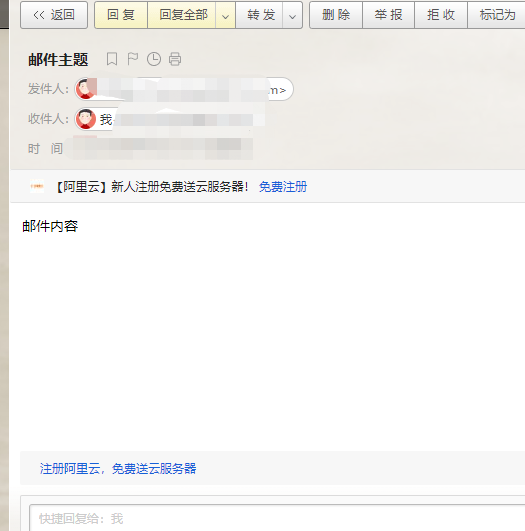 返回 回复 回复全部 转发 删除 举报 拒收 标记为
邮件主题
发件人： m>
收件人： 我
时 间
【阿里云】新人注册免费送云服务器！ 免费注册
邮件内容
注册阿里云，免费送云服务器
快捷回复给：我